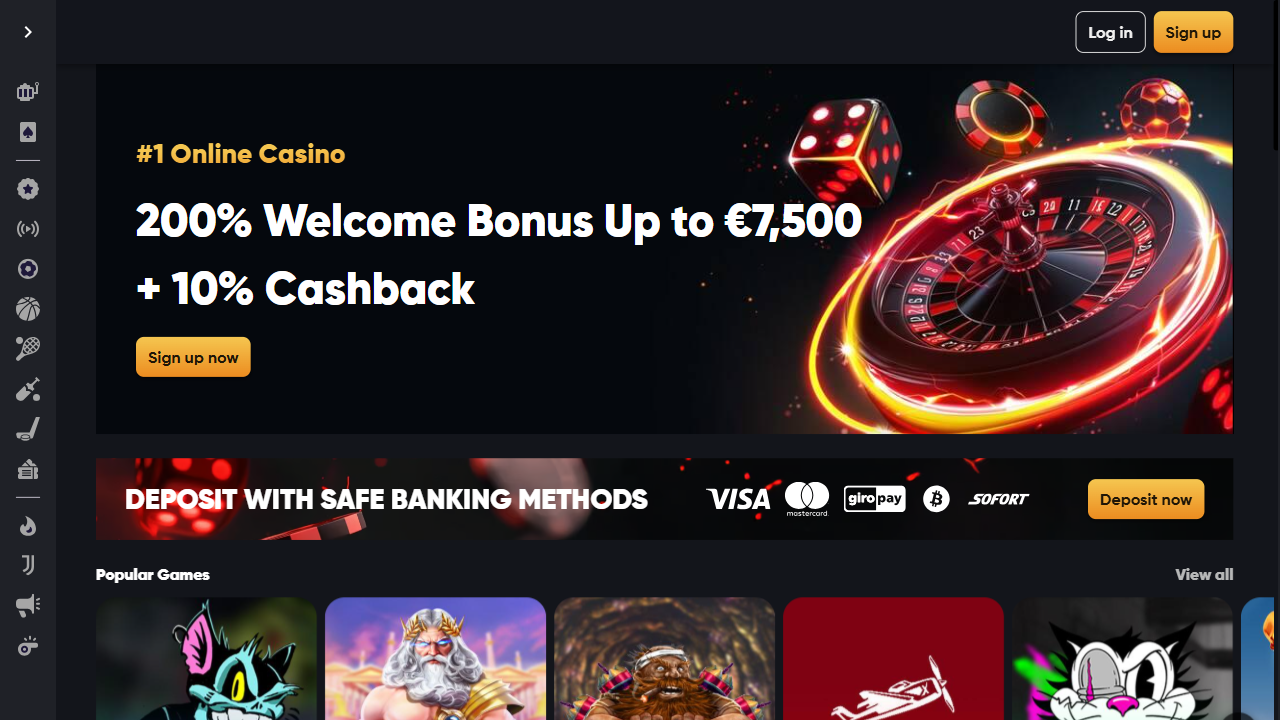 Log in
Sign up
#1 Online Casino
200% Welcome Bonus Up to €7,500
+ 10% Cashback
Sign up now
DEPOSIT WITH SAFE BANKING METHODS
VISA
mastercard.
giropay
SOFORT
Deposit now
Popular Games
View all